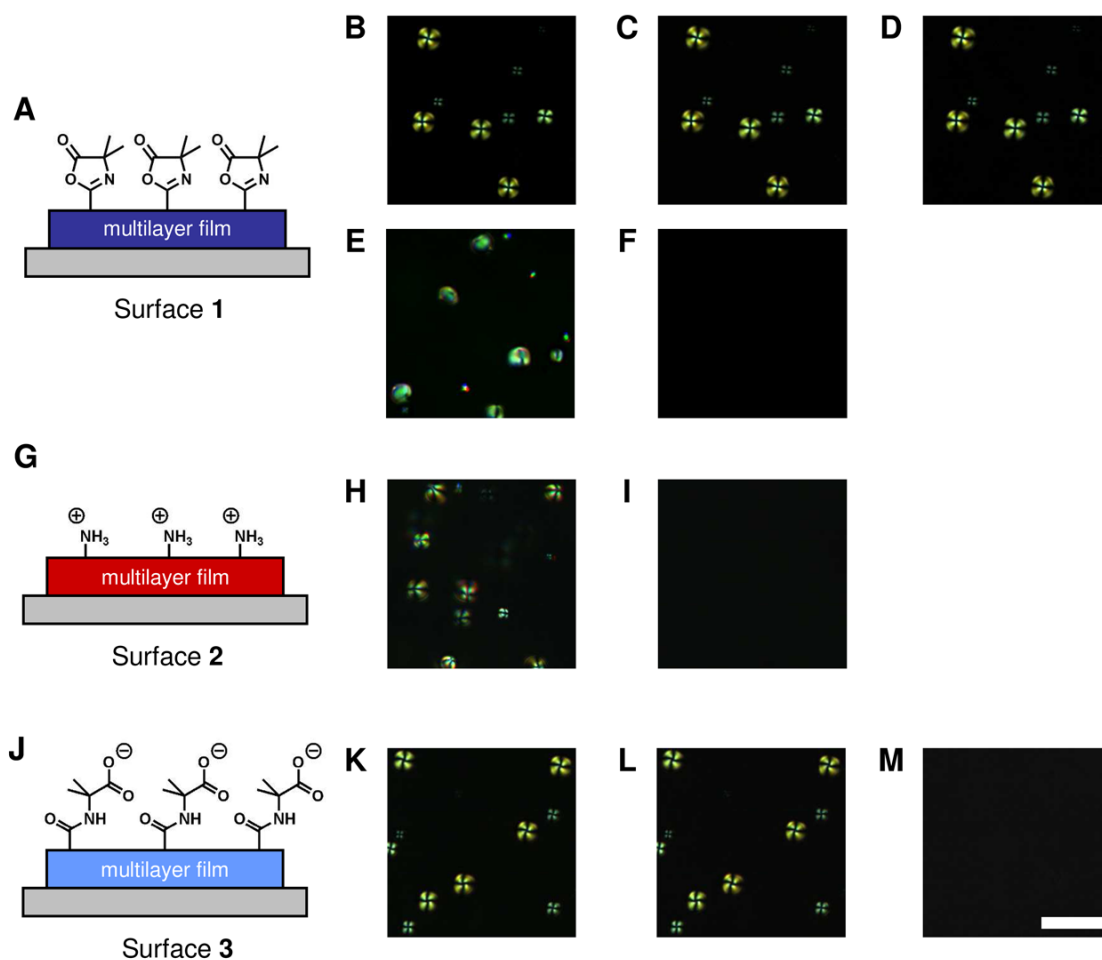 A
B
C
D
O
O
O
O
N
O
N
O
N
multilayer film
Surface 1
E
F
G
⊕
⊕
⊕
NH3
NH3
NH3
multilayer film
Surface 2
H
I
J
⊖
⊖
⊖
O
O
O
O
O
O
O
NH
O
NH
O
NH
multilayer film
Surface 3
K
L
M